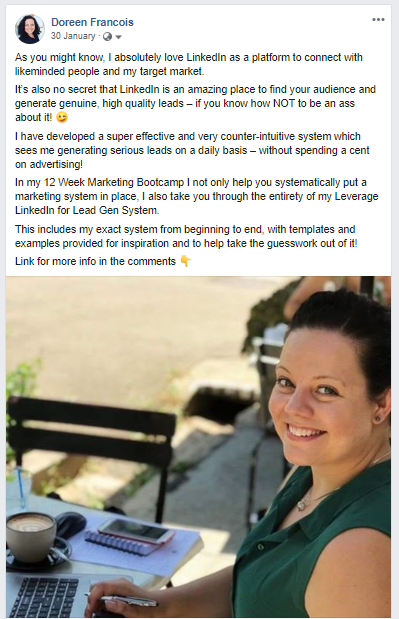 Doreen Francois
30 January ·
As you might know, I absolutely love LinkedIn as a platform to connect with
likeminded people and my target market.
It's also no secret that LinkedIn is an amazing place to find your audience and
generate genuine, high quality leads – if you know how NOT to be an ass
about it! 😉
I have developed a super effective and very counter-intuitive system which
sees me generating serious leads on a daily basis – without spending a cent
on advertising!
In my 12 Week Marketing Bootcamp I not only help you systematically put a
marketing system in place, I also take you through the entirety of my Leverage
LinkedIn for Lead Gen System.
This includes my exact system from beginning to end, with templates and
examples provided for inspiration and to help take the guesswork out of it!
Link for more info in the comments 👇